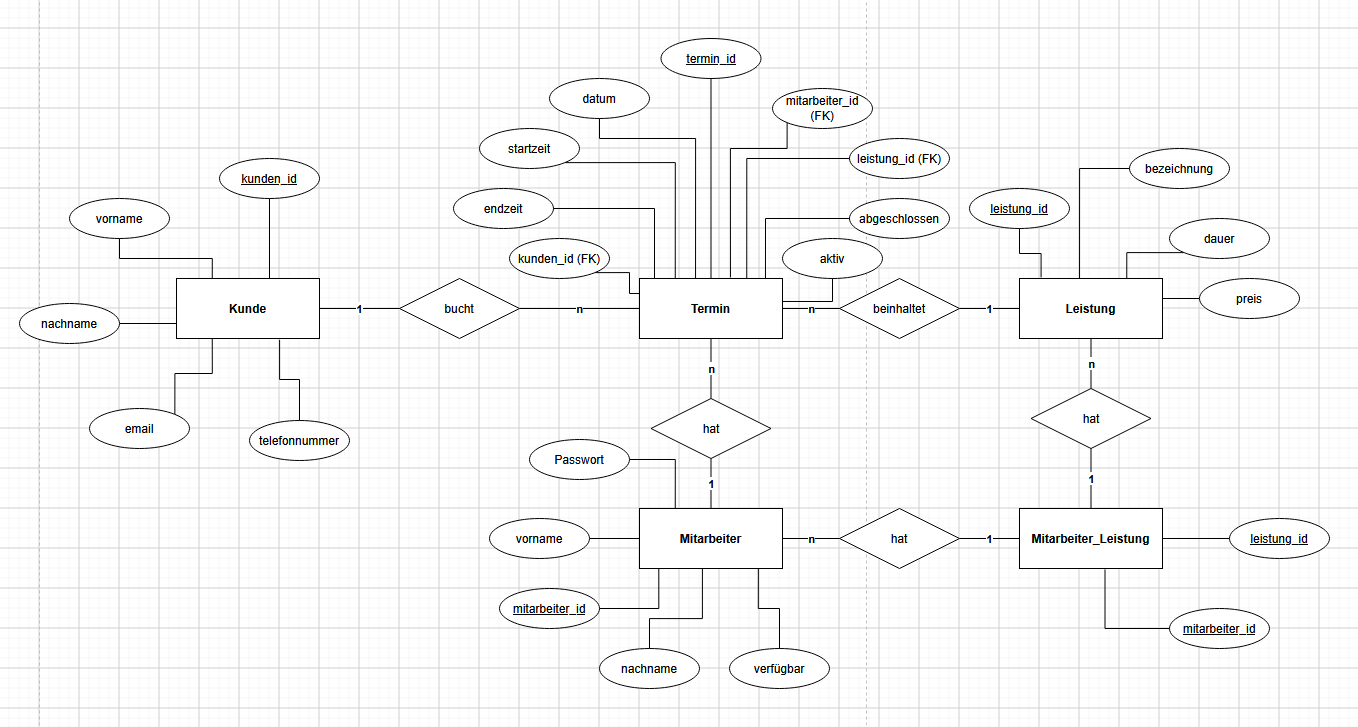 termin_id
datum
mitarbeiter_id
(FK)
startzeit
leistung_id (FK)
bezeichnung
kunden_id
endzeit
leistung_id
vorname
abgeschlossen
dauer
kunden_id (FK)
aktiv
preis
Kunde
1
bucht
n
Termin
n
beinhaltet
1
Leistung
nachname
n
n
email
telefonnummer
hat
hat
Passwort
1
1
vorname
Mitarbeiter
n
hat
1
Mitarbeiter_Leistung
leistung_id
mitarbeiter_id
mitarbeiter_id
nachname
verfügbar